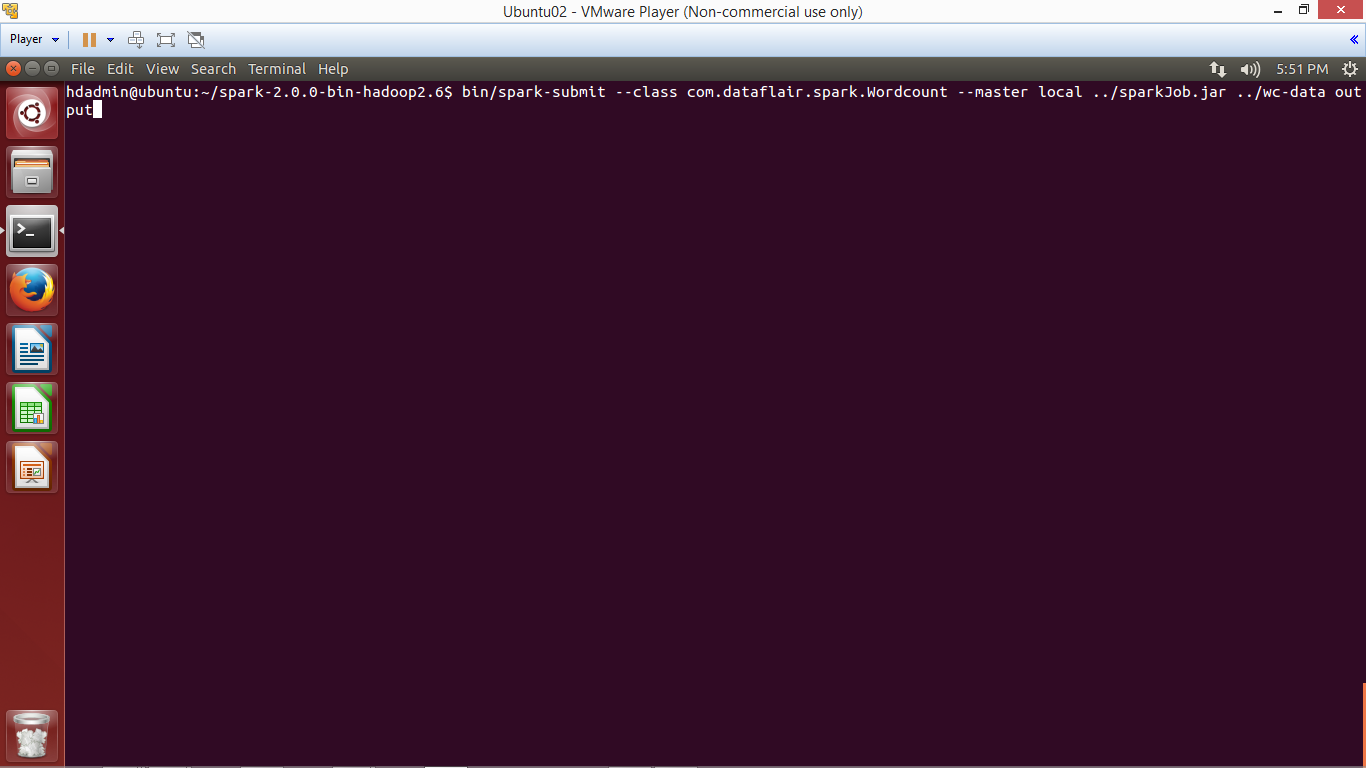 Ubuntu02 - VMware Player (Non-commercial use only)
Player
File Edit View Search Terminal Help
5:51 PM
hdadmin@ubuntu:~/spark-2.0.0-bin-hadoop2.6$ bin/spark-submit --class com.dataflair.spark.Wordcount --master local ../sparkJob.jar ../wc-data out
put